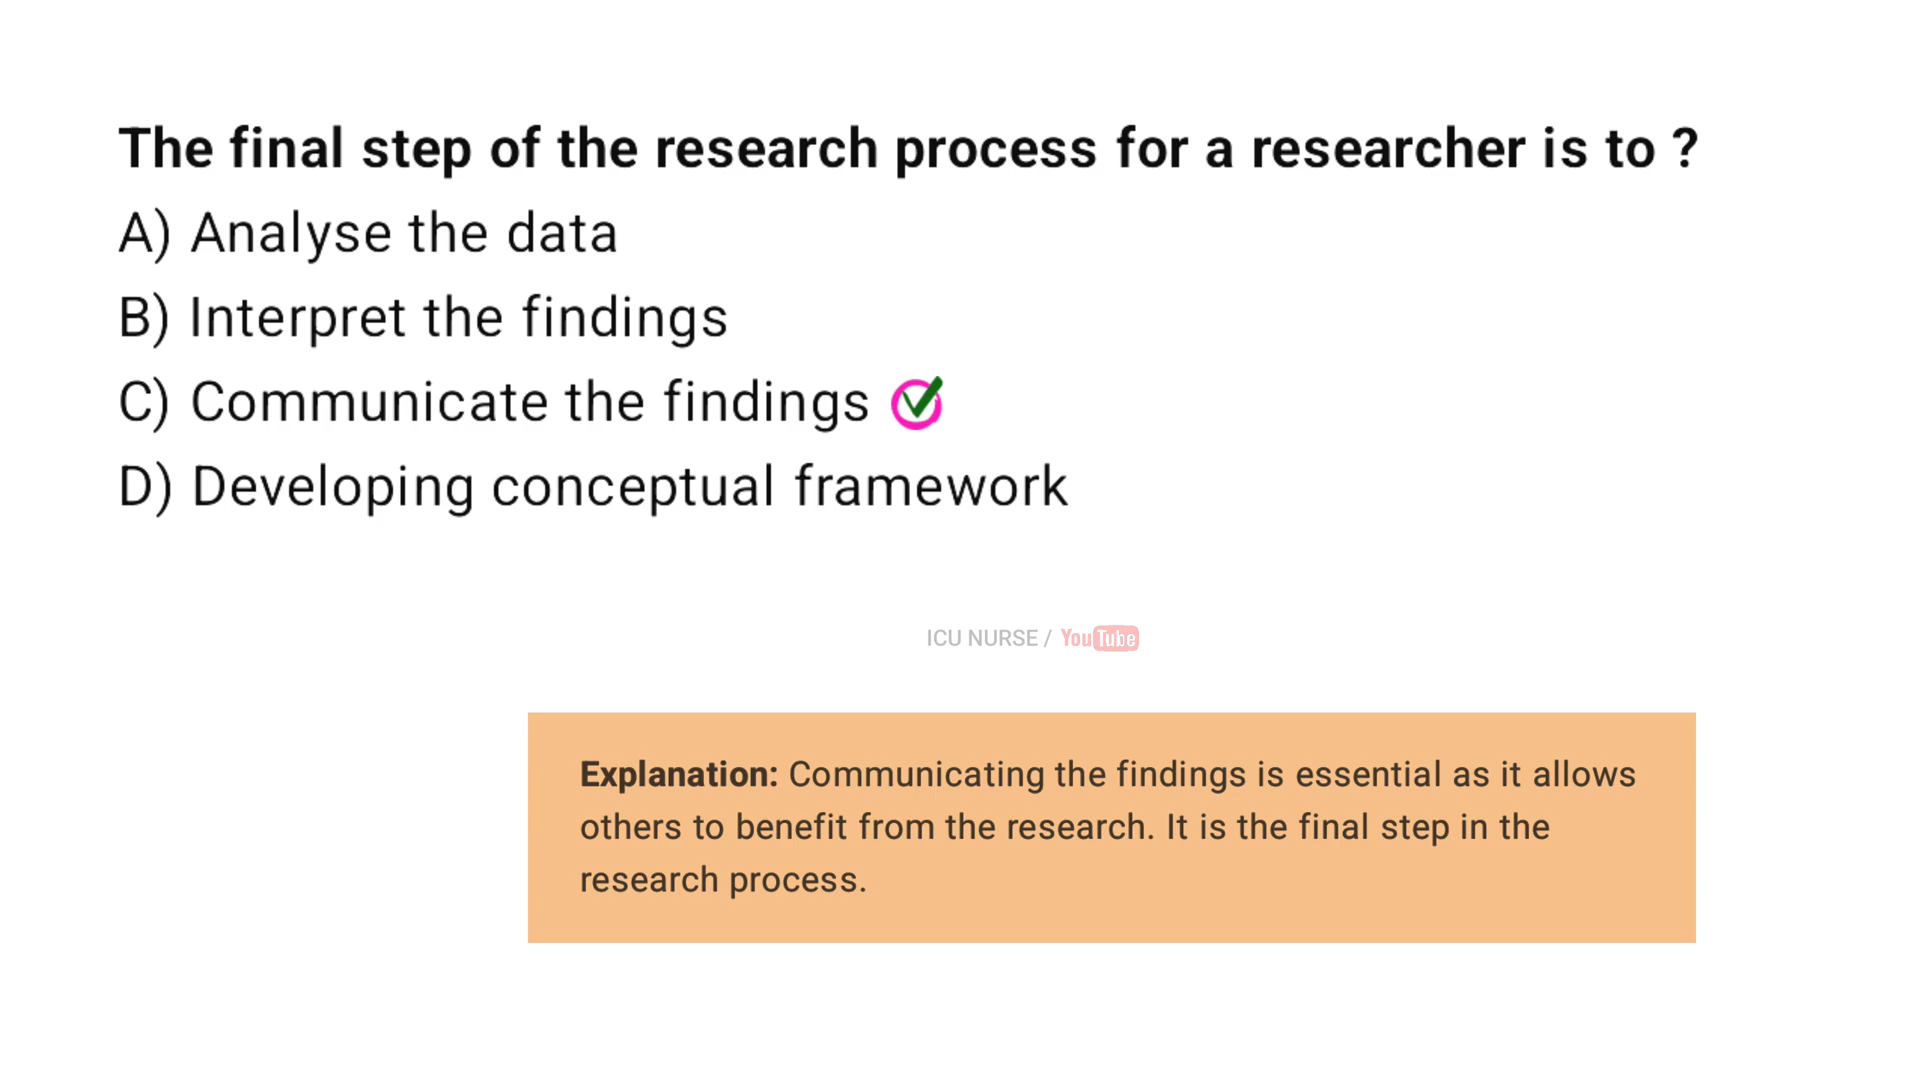 The final step of the research process for a researcher is to ?
A) Analyse the data
B) Interpret the findings
C) Communicate the findings
D) Developing conceptual framework
ICU NURSE / YouTube
Explanation: Communicating the findings is essential as it allows
others to benefit from the research. It is the final step in the
research process.